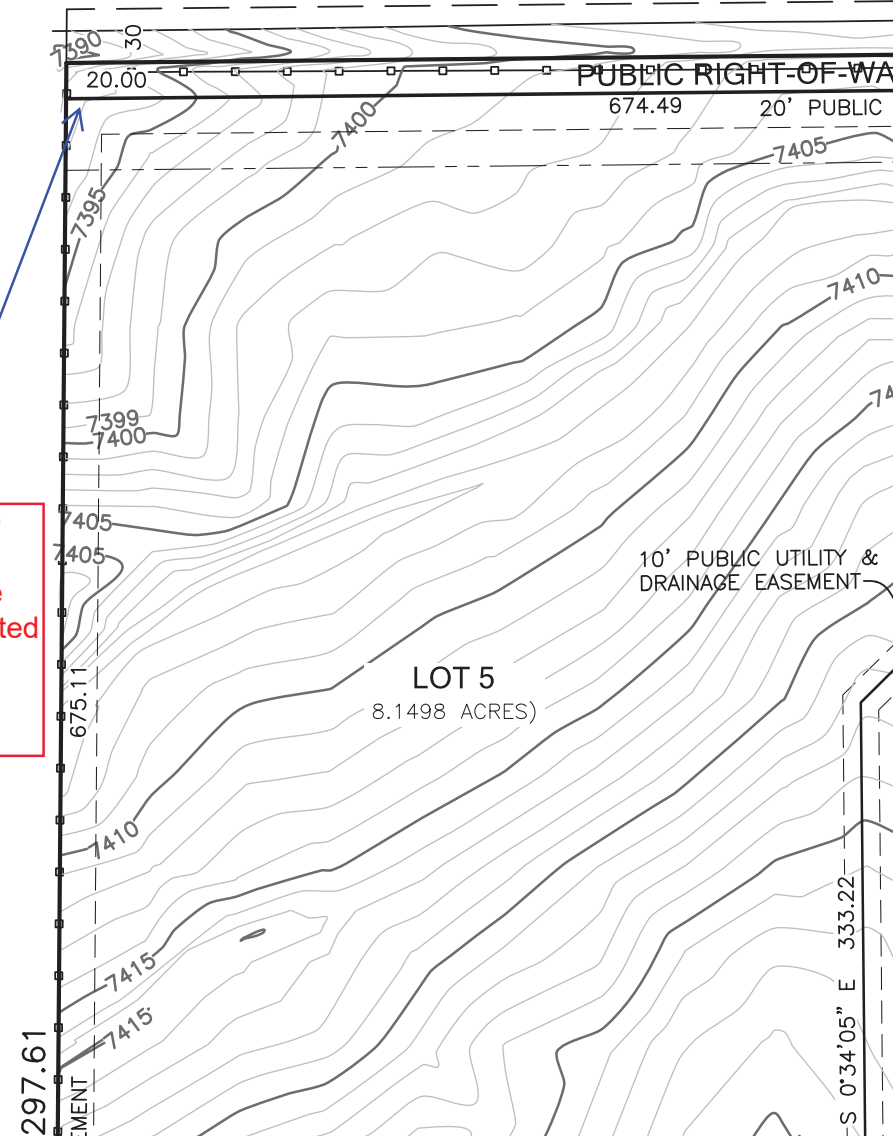 7390
30
20.00
PUBLIC RIGHT-OF-WA
674.49
20' PUBLIC
7400
7405
7395
7410
7399
7400
74
7405
7405
10' PUBLIC UTILITY &
DRAINAGE EASEMENT
ted
675.11
LOT 5
8.1498 ACRES)
7410
333.22
S 0°34'05" E
7415
7415
297.61
EMENT